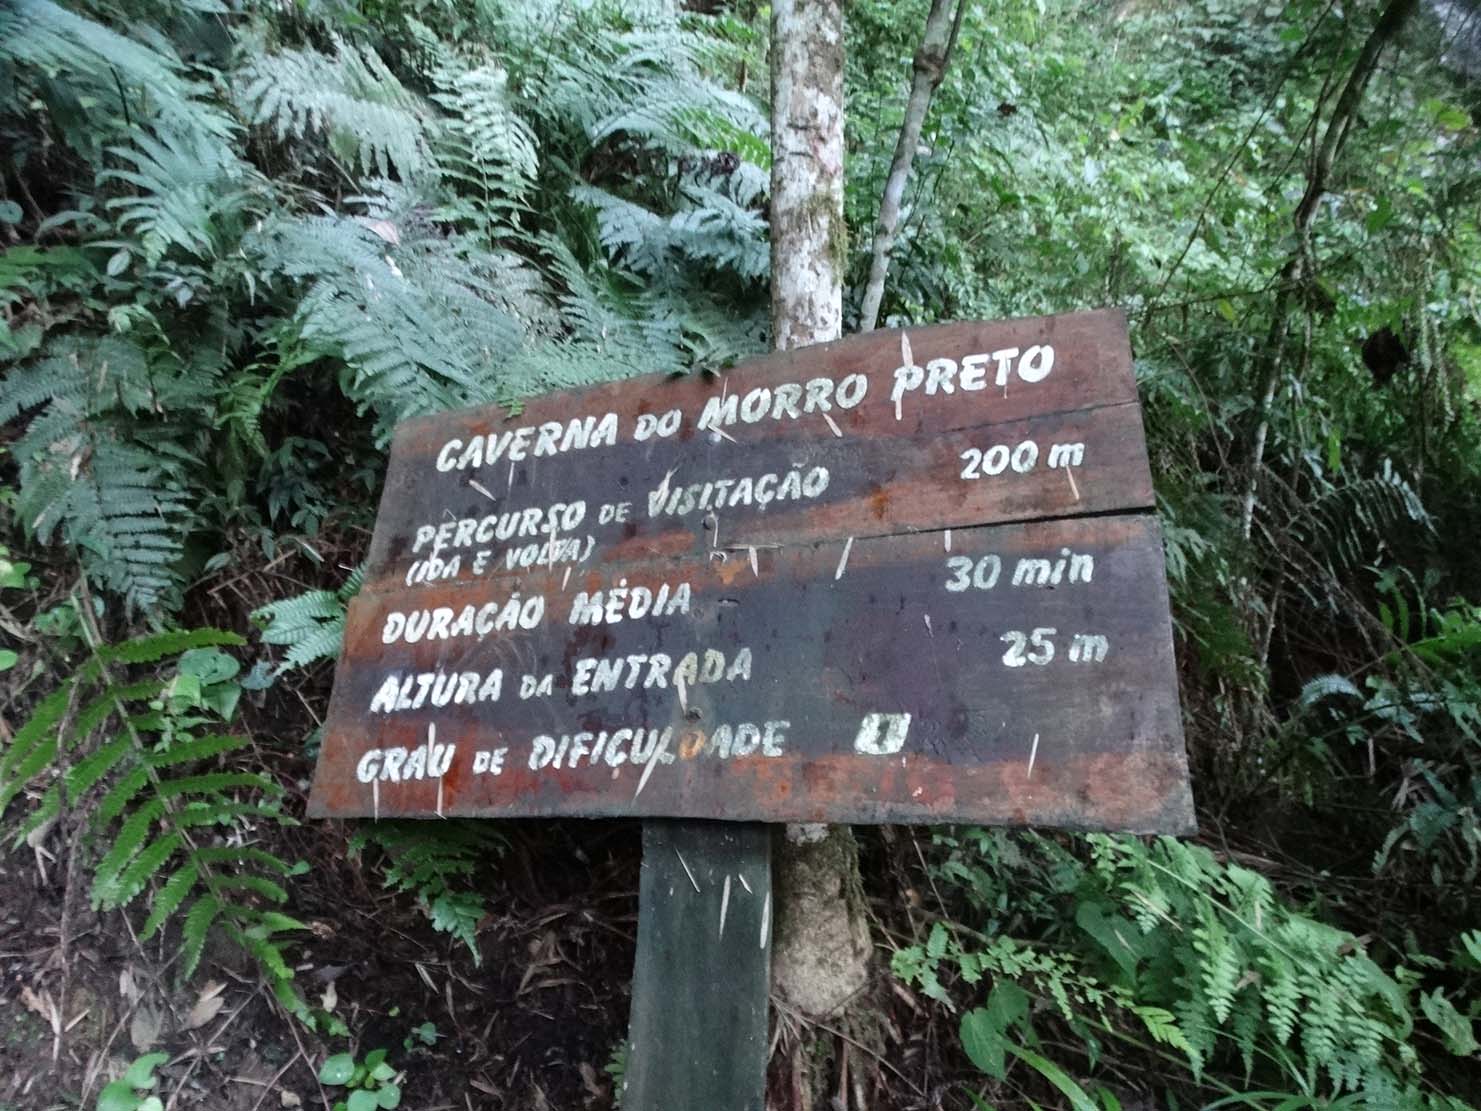 CAVERNA DO MORRO PRETO
PERCURSO DE VISITAÇÃO 200 m
(IDA E VOLTA)
DURAÇÃO MÉDIA 30 min
ALTURA DA ENTRADA 25 m
GRAU DE DIFIÇULDADE